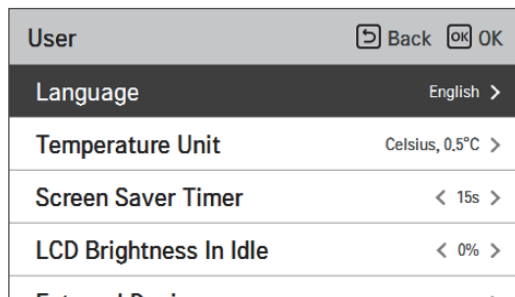 User Back OK OK
Language English >
Temperature Unit Celsius, 0.5°C >
Screen Saver Timer < 15s >
LCD Brightness In Idle < 0% >